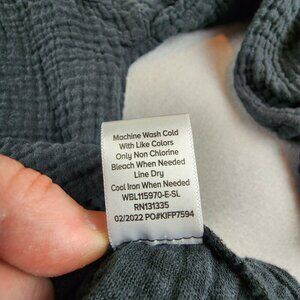 Machine Wash Cold
With Like Colors
Only Non Chlorine
Bleach When Needed
Line Dry
Cool Iron When Needed
WBL115970-E-SL
RN131335
02/2022 PO#KIFP7594